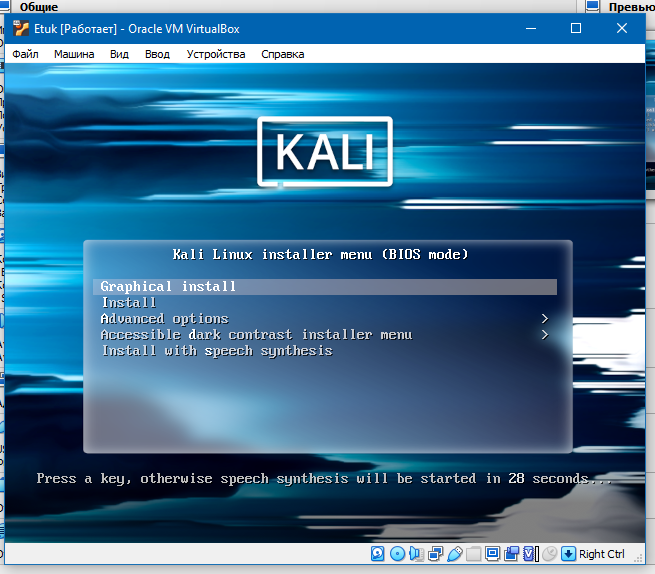 Общие
Превью
Etuk [Работает] - Oracle VM VirtualBox
Файл Машина Вид Ввод Устройства Справка
KALI
Kali Linux installer menu (BIOS mode)
Graphical install
Install
Advanced options >
Accessible dark contrast installer menu >
Install with speech synthesis
Press a key, otherwise speech synthesis will be started in 28 seconds...
Right Ctrl